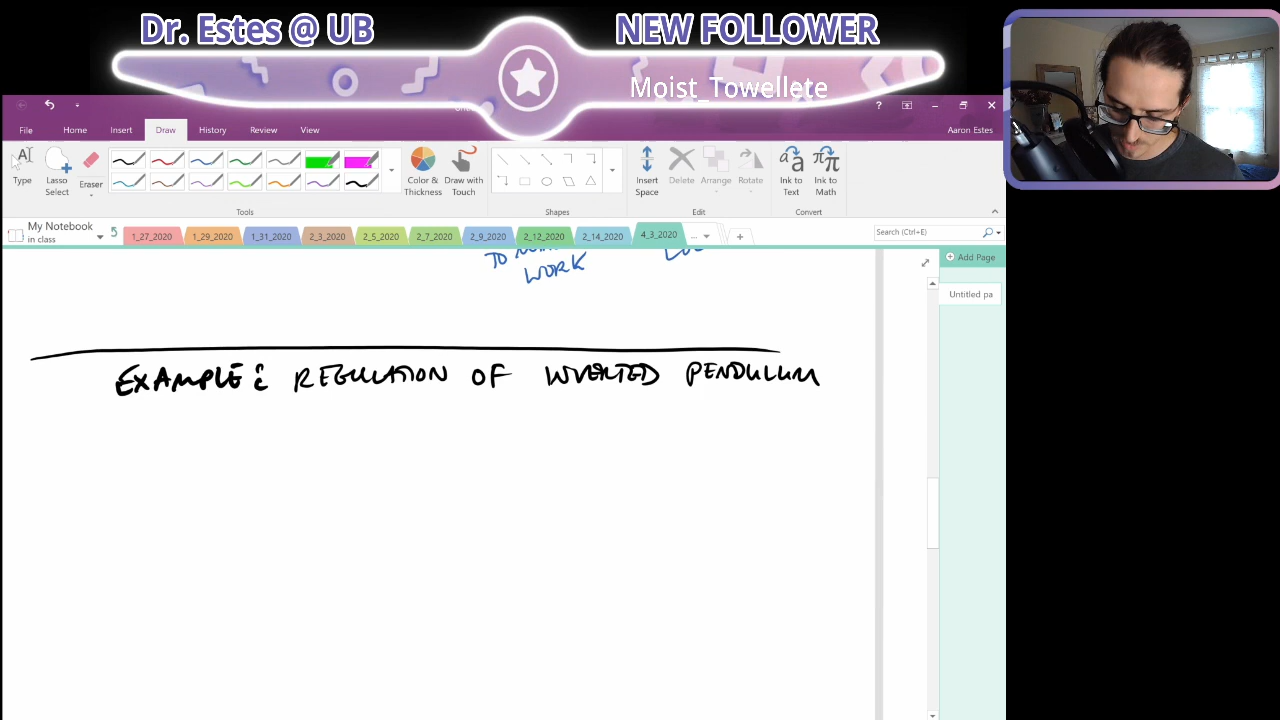 Dr. Estes @ UB
NEW FOLLOWER
Moist_Towellete
File Home Insert Draw History Review View
Aaron Estes
Type
Lasso Select
Eraser
Color & Thickness
Draw with Touch
Insert Space
Delete
Arrange
Rotate
Ink to Text
Ink to Math
Tools
Shapes
Edit
Convert
My Notebook
in class
1_27_2020 1_29_2020 1_31_2020 2_3_2020 2_5_2020 2_7_2020 2_9_2020 2_12_2020 2_14_2020 4_3_2020 ...
Search (Ctrl+E)
Add Page
Untitled pa
TO
WORK
EXAMPLE: REGULATION OF INVERTED PENDULUM